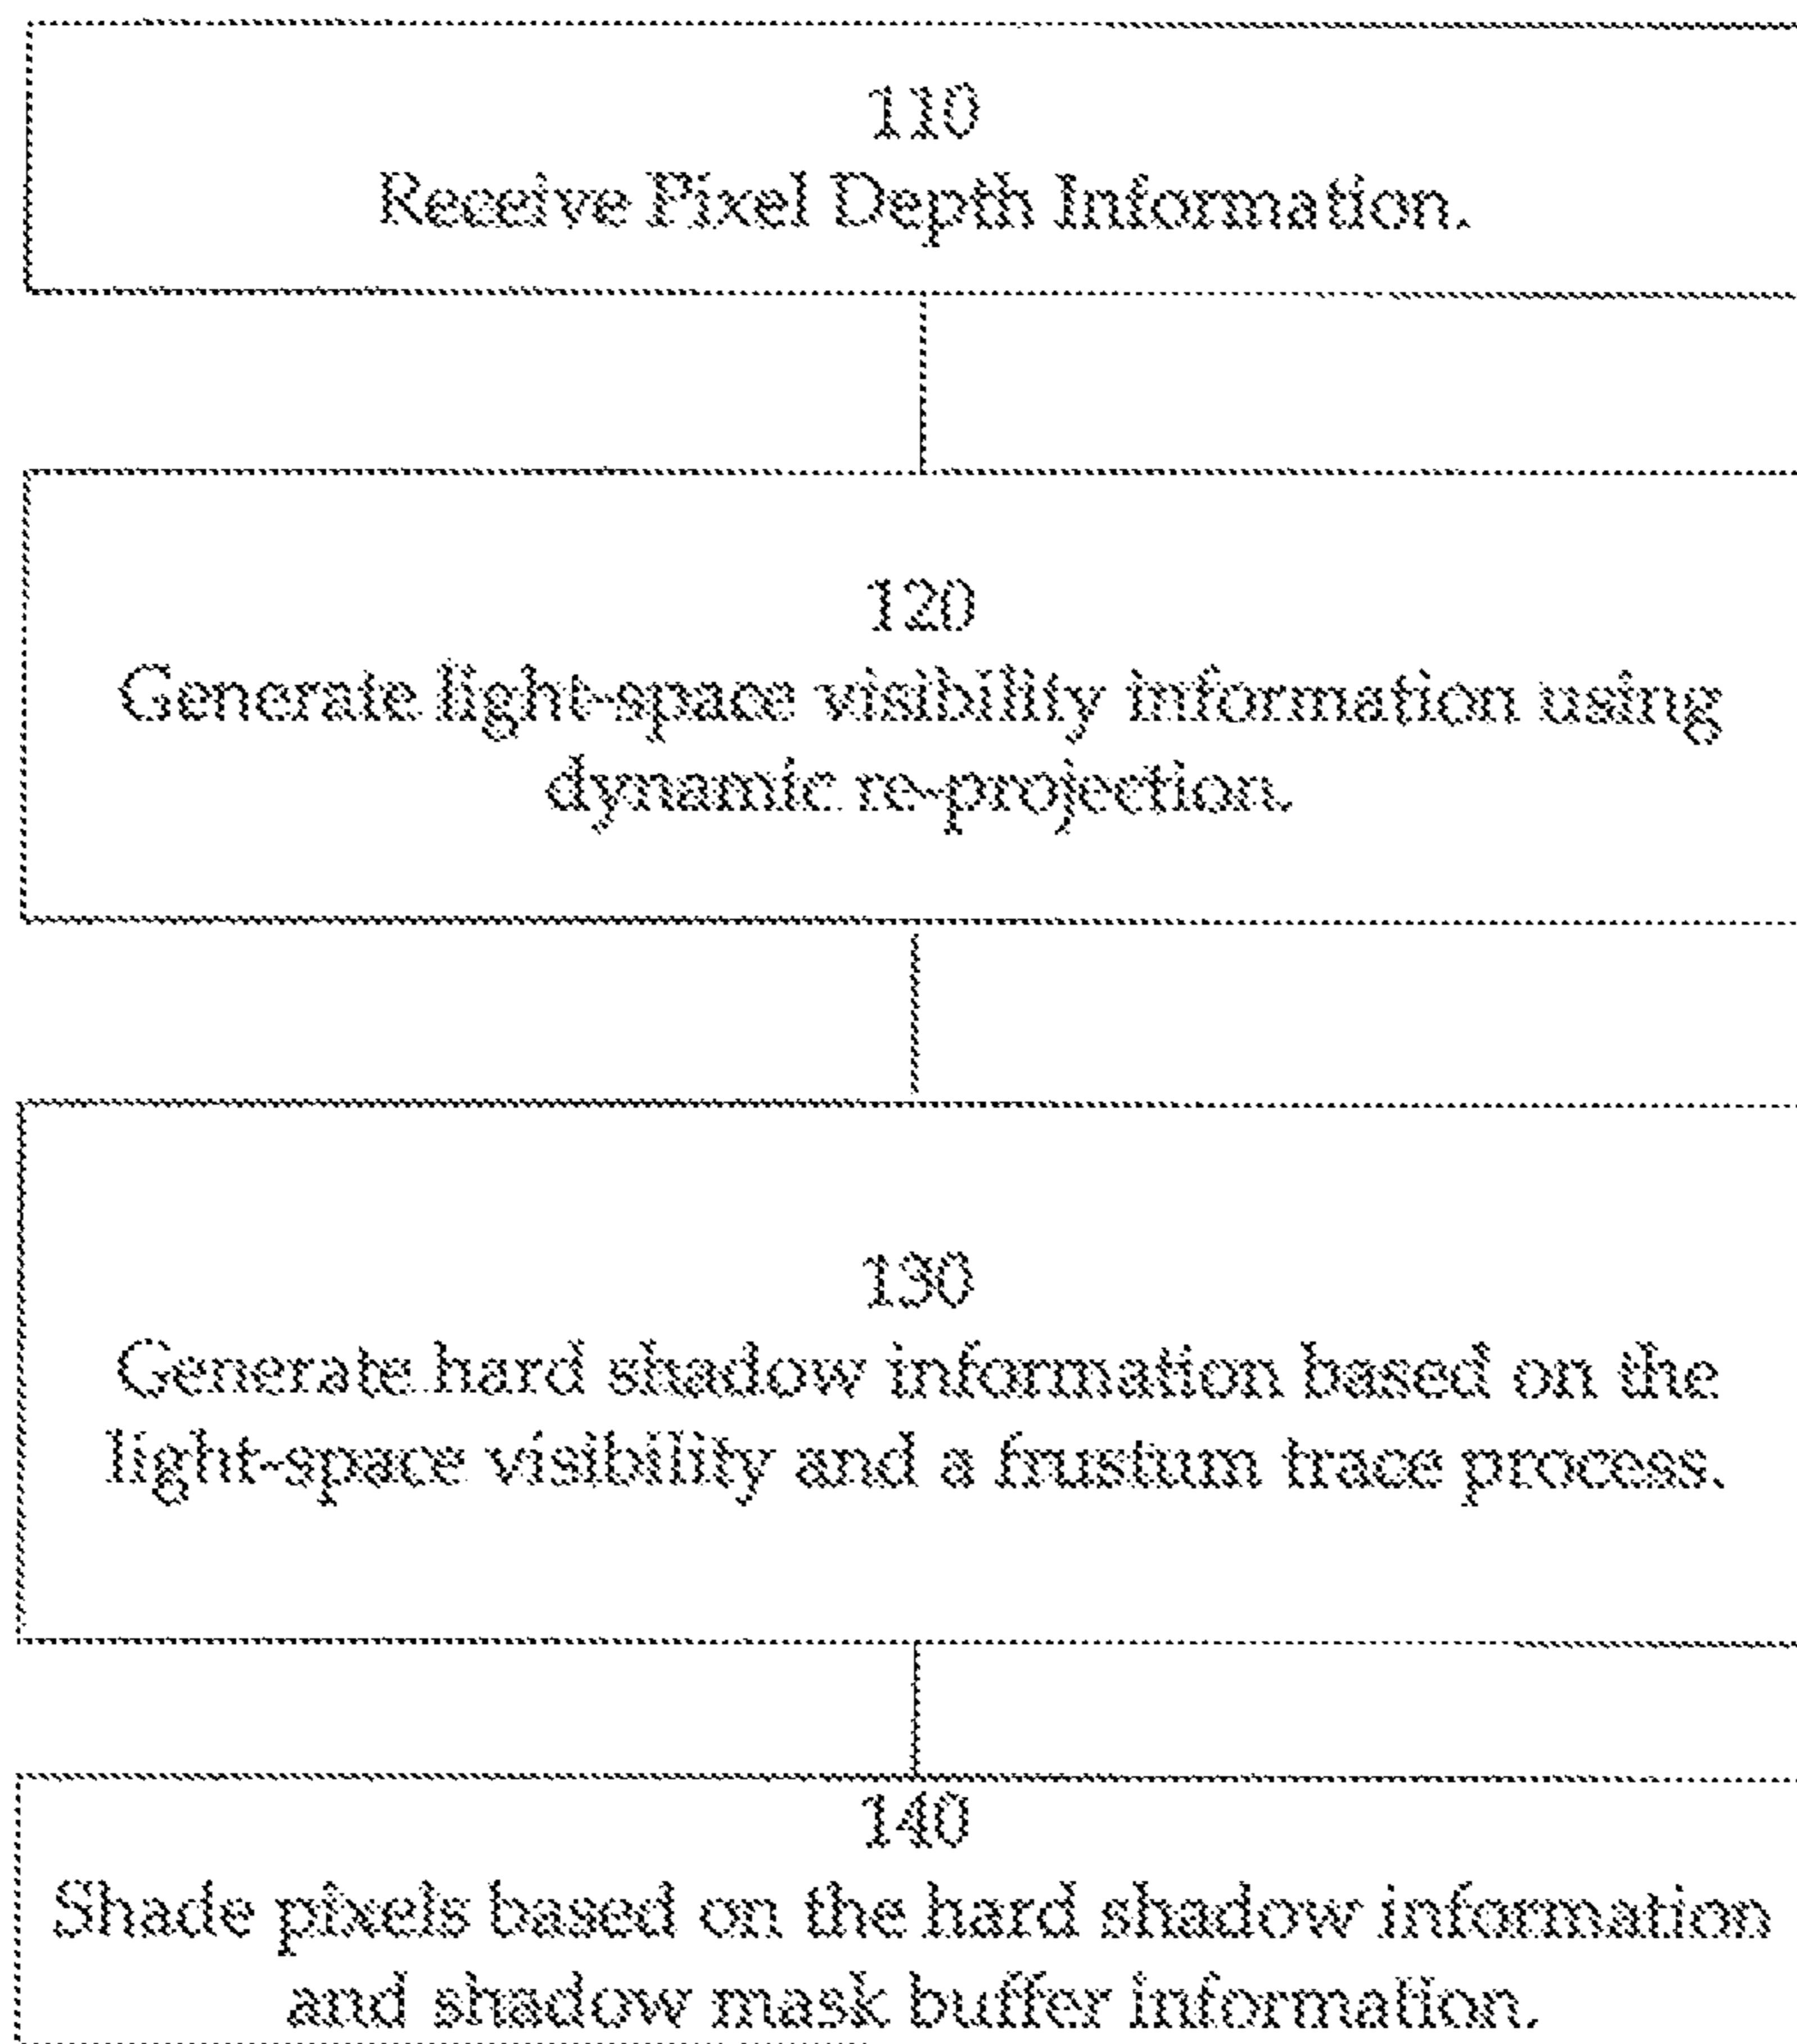 110
Receive Pixel Depth Information.
120
Generate light-space visibility information using
dynamic re-projection.
130
Generate hard shadow information based on the
light-space visibility and a frustum trace process.
140
Shade pixels based on the hard shadow information
and shadow mask buffer information.